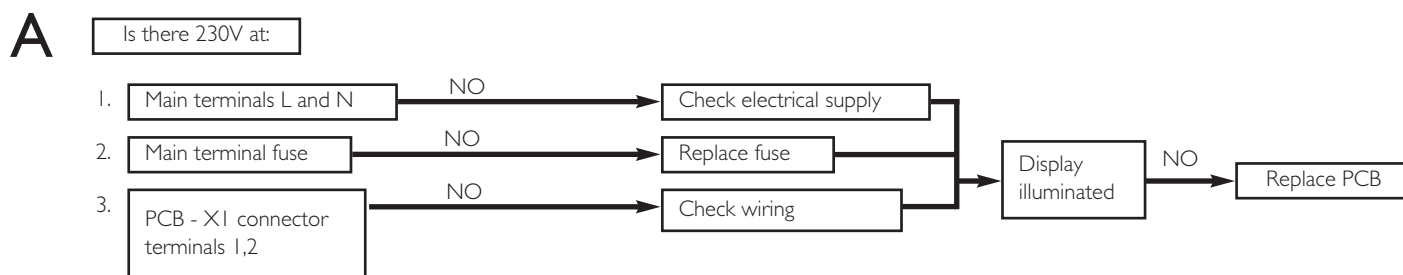 A
Is there 230V at:
1. Main terminals L and N NO Check electrical supply
2. Main terminal fuse NO Replace fuse
3. PCB - X1 connector
terminals 1,2
NO Check wiring
Display
illuminated
NO Replace PCB